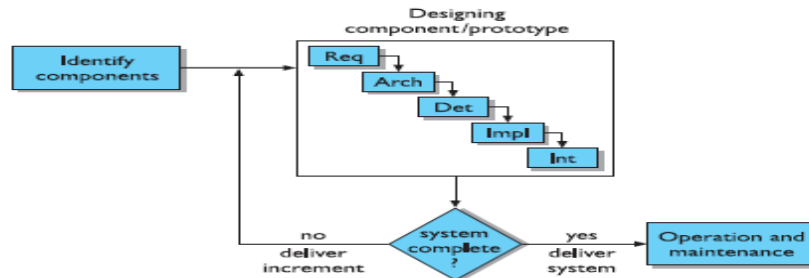 Designing
component/prototype
Identify
components
Req
Arch
Det
Impl
Int
system
complete
?
no
deliver
increment
yes
deliver
system
Operation and
maintenance